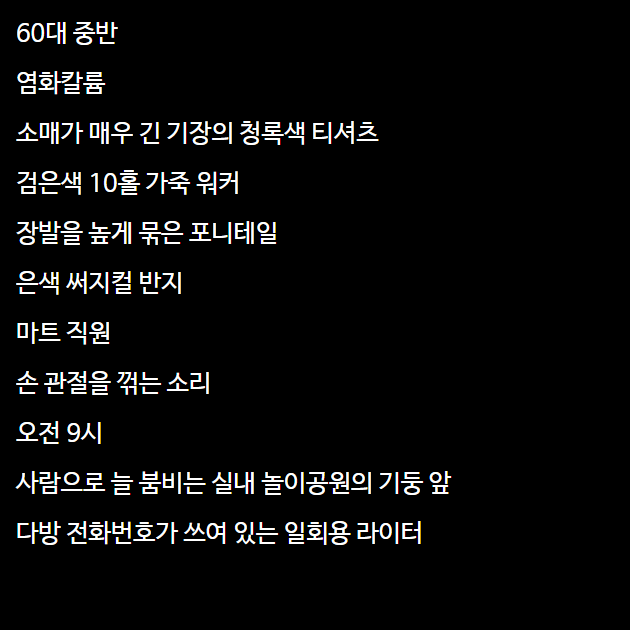 60대 중반
염화칼륨
소매가 매우 긴 기장의 청록색 티셔츠
검은색 10홀 가죽 워커
장발을 높게 묶은 포니테일
은색 써지컬 반지
마트 직원
손 관절을 꺾는 소리
오전 9시
사람으로 늘 붐비는 실내 놀이공원의 기둥 앞
다방 전화번호가 쓰여 있는 일회용 라이터